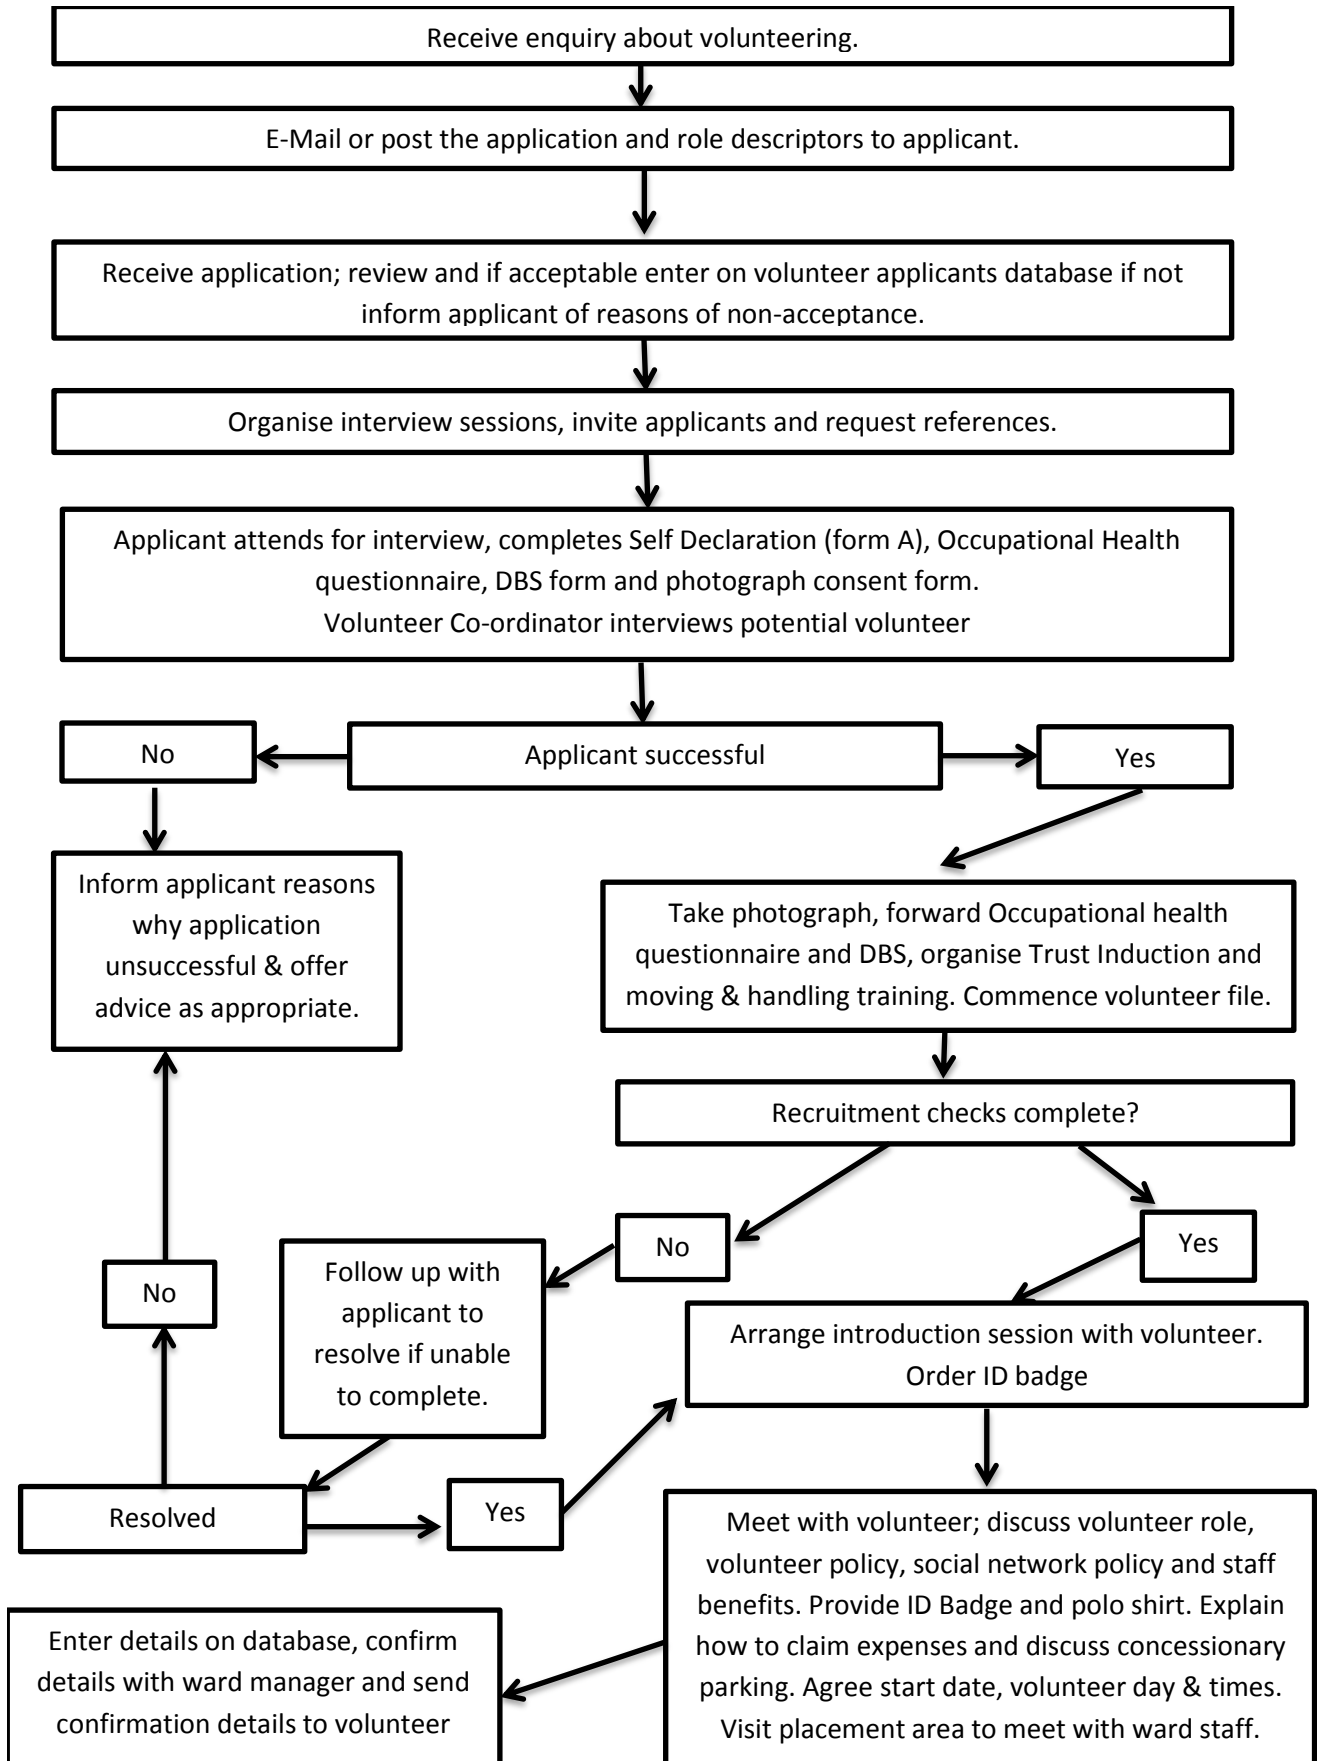 Receive enquiry about volunteering.
E-Mail or post the application and role descriptors to applicant.
Receive application; review and if acceptable enter on volunteer applicants database if not
inform applicant of reasons of non-acceptance.
Organise interview sessions, invite applicants and request references.
Applicant attends for interview, completes Self Declaration (form A), Occupational Health
questionnaire, DBS form and photograph consent form.
Volunteer Co-ordinator interviews potential volunteer
No
Applicant successful
Yes
Inform applicant reasons
why application
unsuccessful & offer
advice as appropriate.
Take photograph, forward Occupational health
questionnaire and DBS, organise Trust Induction and
moving & handling training. Commence volunteer file.
Recruitment checks complete?
No
Yes
Follow up with
applicant to
resolve if unable
to complete.
No
Arrange introduction session with volunteer.
Order ID badge
Resolved
Yes
Meet with volunteer; discuss volunteer role,
volunteer policy, social network policy and staff
benefits. Provide ID Badge and polo shirt. Explain
how to claim expenses and discuss concessionary
parking. Agree start date, volunteer day & times.
Visit placement area to meet with ward staff.
Enter details on database, confirm
details with ward manager and send
confirmation details to volunteer